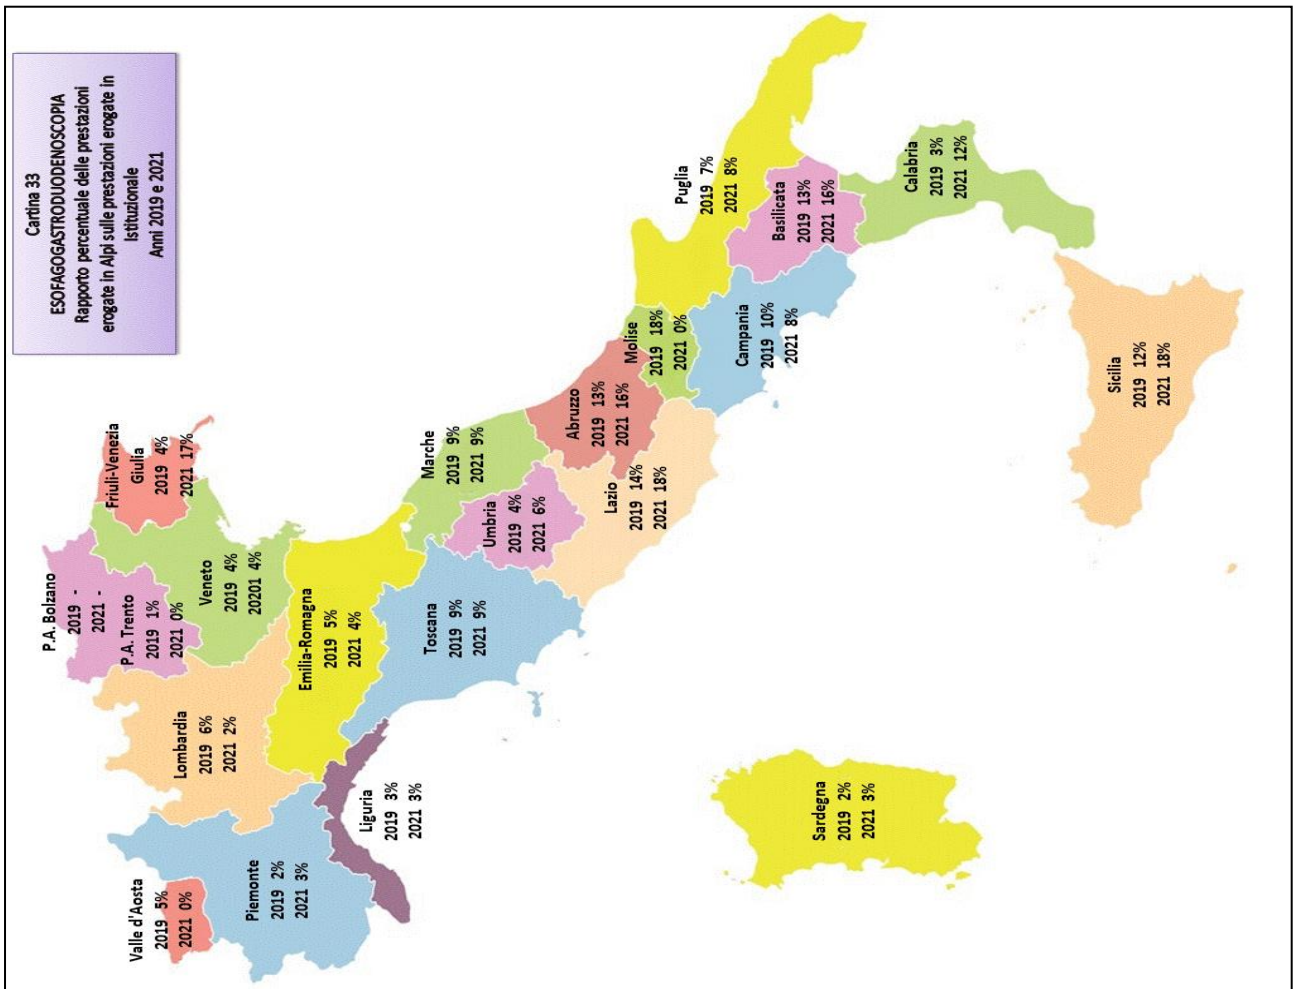 Cartina 33
ESOFAGOGASTRODUODENOSCOPIA
Rapporto percentuale delle prestazioni
erogate in Alpi sulle prestazioni erogate in
Istituzionale
Anni 2019 e 2021
P.A. Bolzano
2019 -
2021 -
P.A. Trento
2019 1%
2021 0%
Friuli-Venezia
Giulia
2019 4%
2021 17%
Valle d'Aosta
2019 5%
2021 0%
Lombardia
2019 6%
2021 2%
Veneto
2019 4%
20201 4%
Piemonte
2019 2%
2021 3%
Emilia-Romagna
2019 5%
2021 4%
Liguria
2019 3%
2021 3%
Toscana
2019 9%
2021 9%
Marche
2019 9%
2021 9%
Umbria
2019 4%
2021 6%
Abruzzo
2019 13%
2021 16%
Lazio
2019 14%
2021 18%
Molise
2019 18%
2021 0%
Puglia
2019 7%
2021 8%
Campania
2019 10%
2021 8%
Basilicata
2019 13%
2021 16%
Sardegna
2019 2%
2021 3%
Calabria
2019 3%
2021 12%
Sicilia
2019 12%
2021 18%